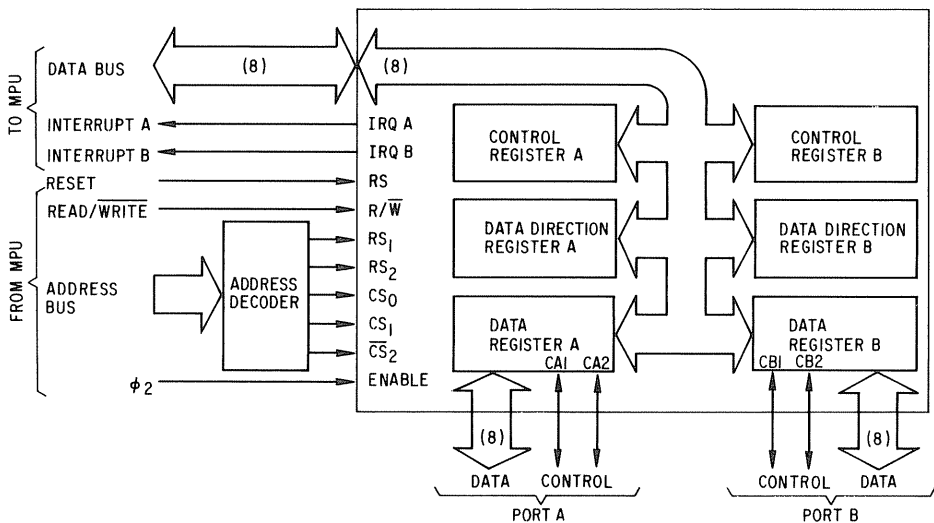 TO MPU
DATA BUS
(8)
(8)
INTERRUPT A
IRQ A
INTERRUPT B
IRQ B
FROM MPU
RESET
RS
READ/W̅R̅I̅T̅E̅
R/W̅
ADDRESS
BUS
ADDRESS
DECODER
RS₁
RS₂
CS₀
CS₁
C̅S̅₂
ϕ₂
ENABLE
CONTROL
REGISTER A
CONTROL
REGISTER B
DATA DIRECTION
REGISTER A
DATA DIRECTION
REGISTER B
DATA
REGISTER A
CA1 CA2
DATA
REGISTER B
CB1 CB2
(8)
(8)
DATA CONTROL
PORT A
CONTROL DATA
PORT B